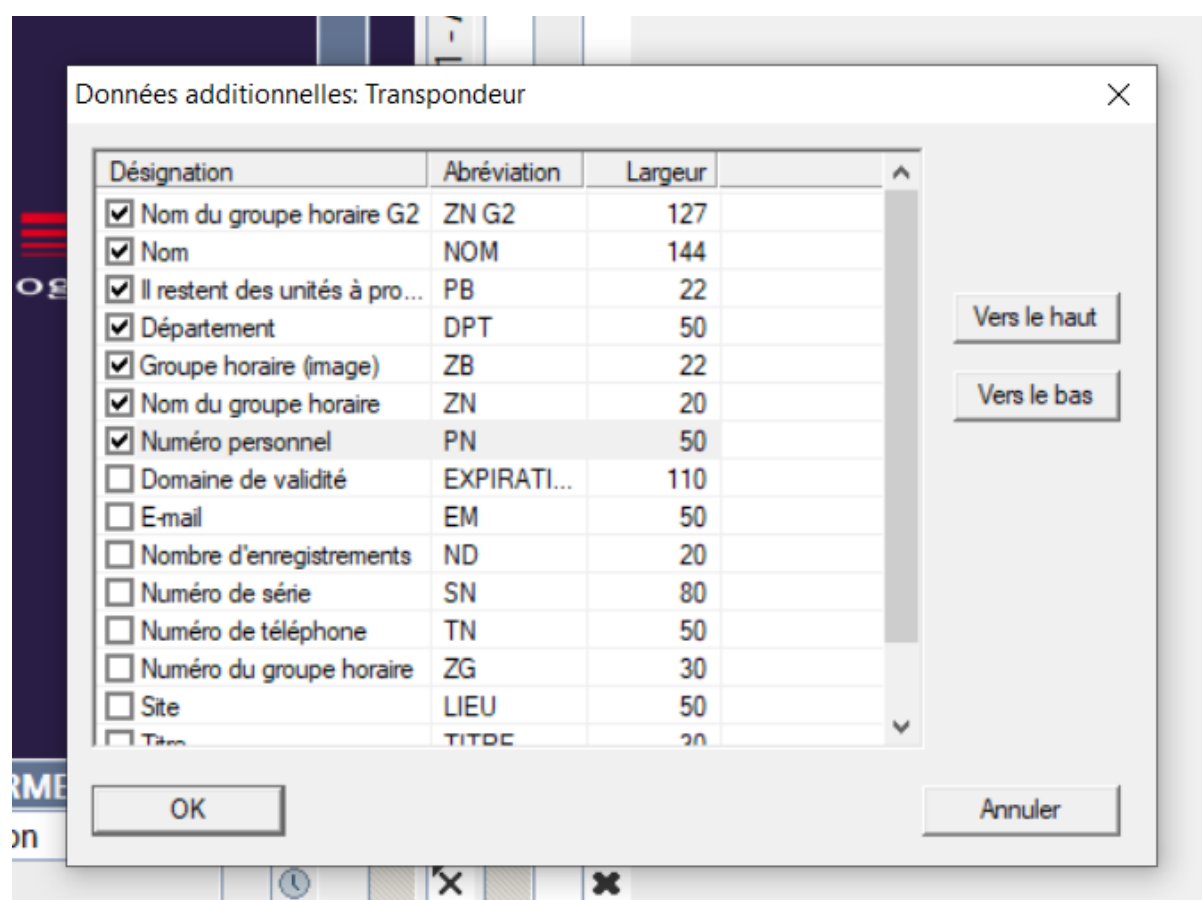 Données additionnelles: Transpondeur
Désignation Abréviation Largeur
Nom du groupe horaire G2 ZN G2 127
Nom NOM 144
Il restent des unités à pro... PB 22
Département DPT 50
Groupe horaire (image) ZB 22
Nom du groupe horaire ZN 20
Numéro personnel PN 50
Domaine de validité EXPIRATI... 110
E-mail EM 50
Nombre d'enregistrements ND 20
Numéro de série SN 80
Numéro de téléphone TN 50
Numéro du groupe horaire ZG 30
Site LIEU 50
Titre TITRE
Vers le haut
Vers le bas
OK
Annuler